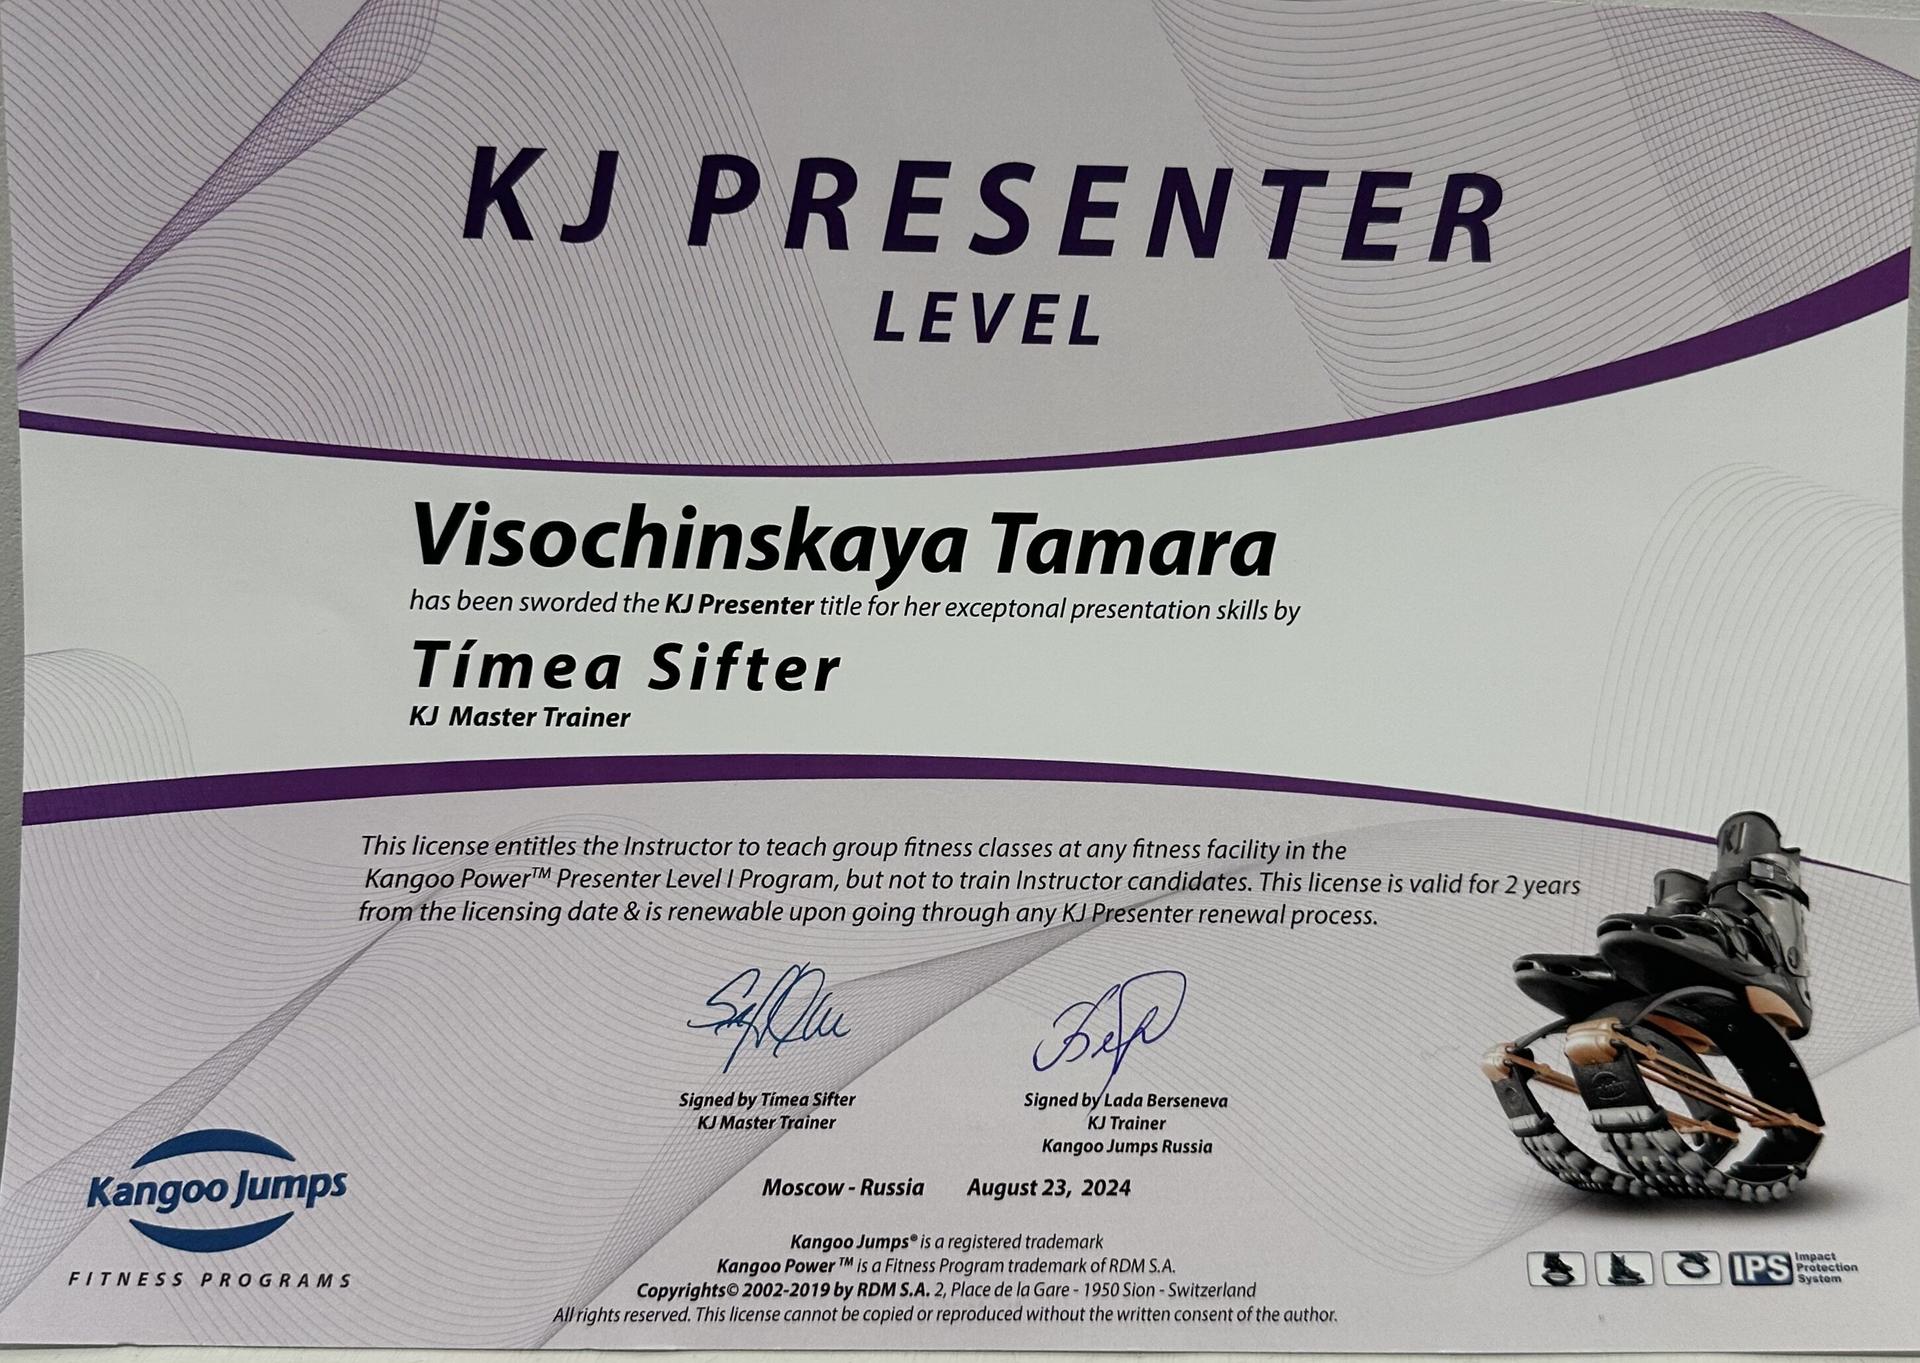 KJ PRESENTER
LEVEL
Visochinskaya Tamara
has been sworded the KJ Presenter title for her exceptonal presentation skills by
Tímea Sifter
KJ Master Trainer
This license entitles the Instructor to teach group fitness classes at any fitness facility in the
Kangoo Power™ Presenter Level I Program, but not to train Instructor candidates. This license is valid for 2 years
from the licensing date & is renewable upon going through any KJ Presenter renewal process.
Signed by Tímea Sifter
KJ Master Trainer
Signed by Lada Berseneva
KJ Trainer
Kangoo Jumps Russia
Moscow - Russia August 23, 2024
Kangoo Jumps
FITNESS PROGRAMS
Kangoo Jumps® is a registered trademark
Kangoo Power ™ is a Fitness Program trademark of RDM S.A.
Copyrights© 2002-2019 by RDM S.A. 2, Place de la Gare - 1950 Sion - Switzerland
All rights reserved. This license cannot be copied or reproduced without the written consent of the author.
KJ
IPS Impact
Protection
System